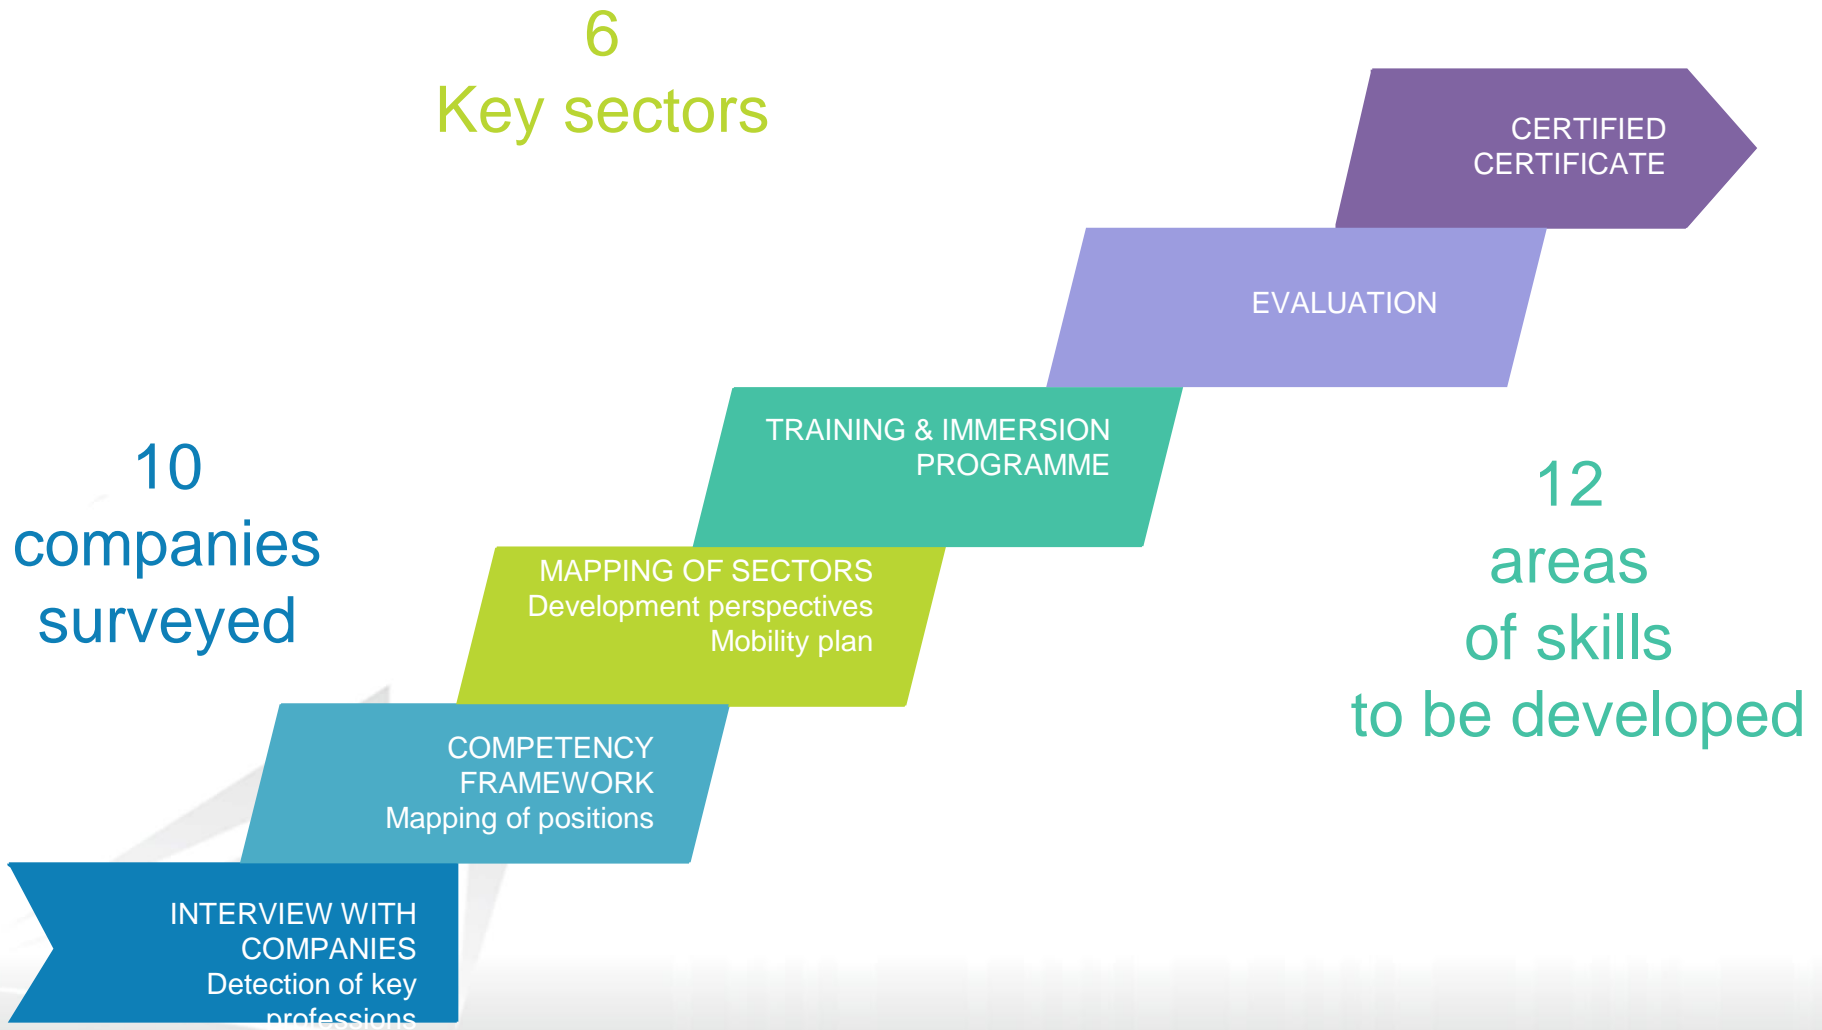 6
Key sectors
CERTIFIED
CERTIFICATE
EVALUATION
TRAINING & IMMERSION
PROGRAMME
10
companies
surveyed
12
areas
of skills
to be developed
MAPPING OF SECTORS
Development perspectives
Mobility plan
COMPETENCY
FRAMEWORK
Mapping of positions
INTERVIEW WITH
COMPANIES
Detection of key
professions